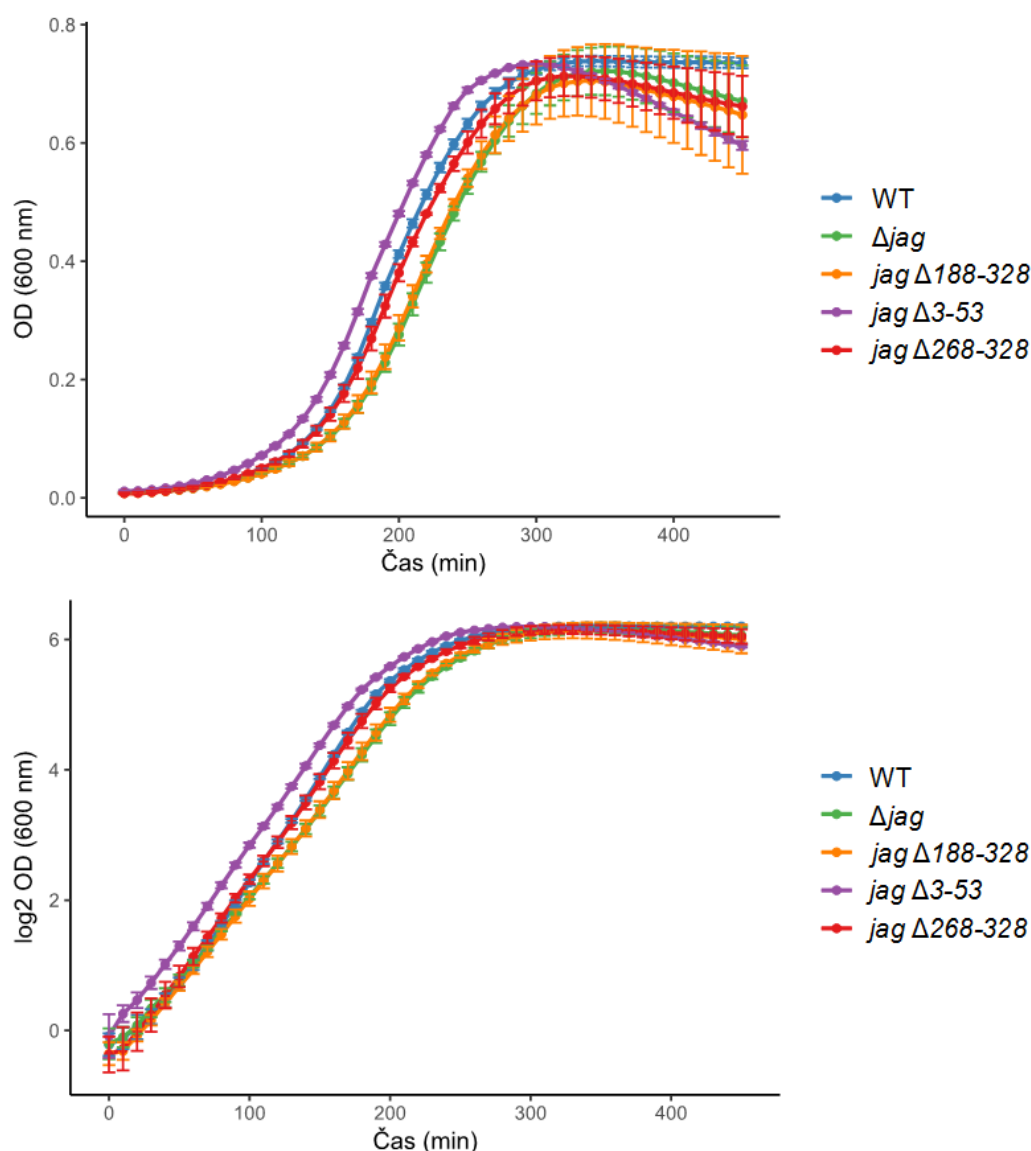 0.8
0.6
0.4
0.2
0.0
OD (600 nm)
0 100 200 300 400
Čas (min)
WT
Δjag
jag Δ188-328
jag Δ3-53
jag Δ268-328
6
4
2
0
log2 OD (600 nm)
0 100 200 300 400
Čas (min)
WT
Δjag
jag Δ188-328
jag Δ3-53
jag Δ268-328